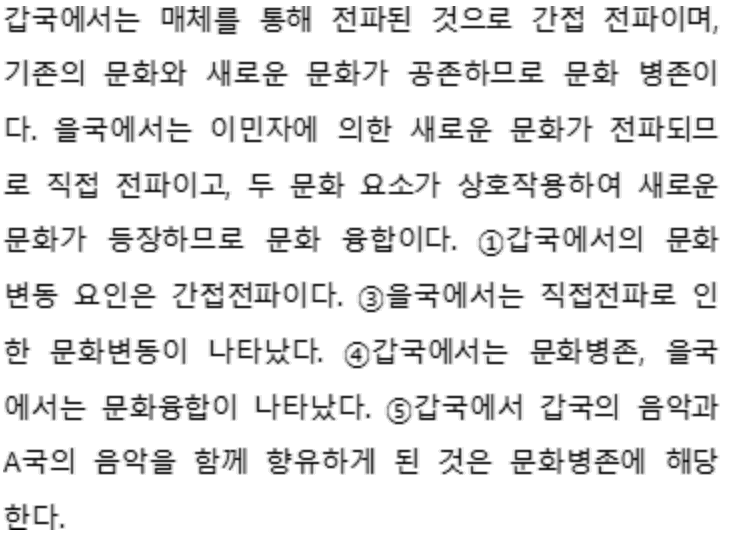 갑국에서는 매체를 통해 전파된 것으로 간접 전파이며,
기존의 문화와 새로운 문화가 공존하므로 문화 병존이
다. 을국에서는 이민자에 의한 새로운 문화가 전파되므
로 직접 전파이고, 두 문화 요소가 상호작용하여 새로운
문화가 등장하므로 문화 융합이다. ①갑국에서의 문화
변동 요인은 간접전파이다. ③을국에서는 직접전파로 인
한 문화변동이 나타났다. ④갑국에서는 문화병존, 을국
에서는 문화융합이 나타났다. ⑤갑국에서 갑국의 음악과
A국의 음악을 함께 향유하게 된 것은 문화병존에 해당
한다.